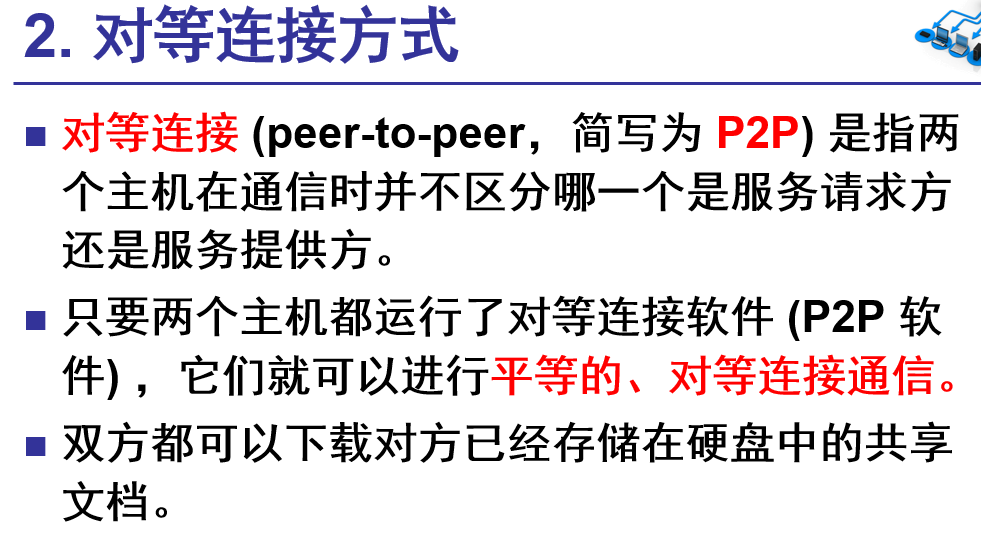 2. 对等连接方式
对等连接 (peer-to-peer，简写为 P2P) 是指两
个主机在通信时并不区分哪一个是服务请求方
还是服务提供方。
只要两个主机都运行了对等连接软件 (P2P 软
件) ，它们就可以进行平等的、对等连接通信。
双方都可以下载对方已经存储在硬盘中的共享
文档。